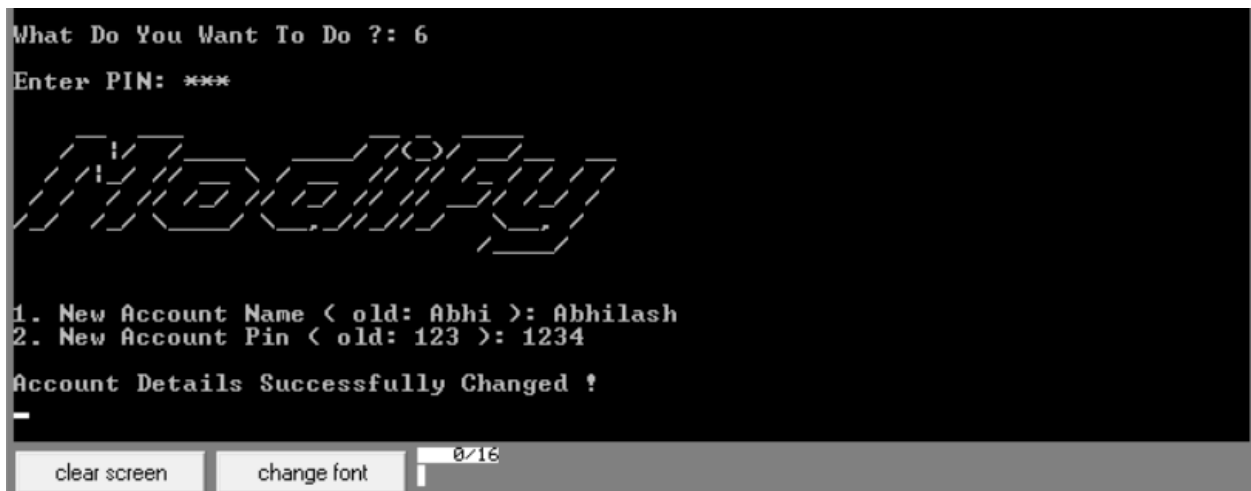 What Do You Want To Do ?: 6
Enter PIN: ***
Modify
1. New Account Name ( old: Abhi ): Abhilash
2. New Account Pin ( old: 123 ): 1234
Account Details Successfully Changed !
clear screen
change font
0/16